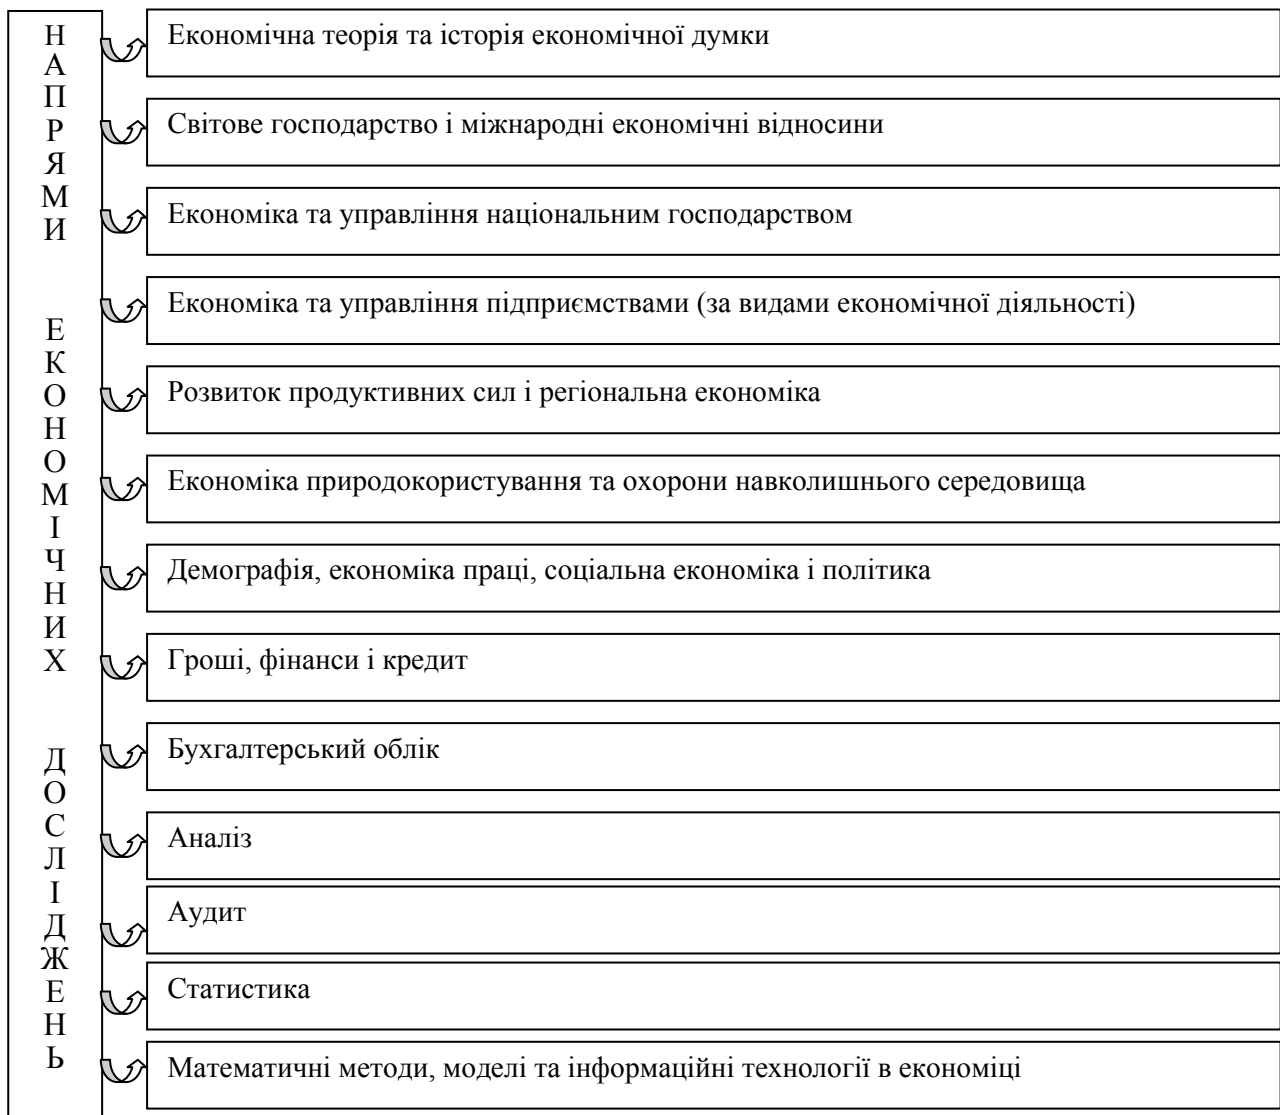 НАПРЯМИ ЕКОНОМІЧНИХ ДОСЛІДЖЕНЬ
Економічна теорія та історія економічної думки
Світове господарство і міжнародні економічні відносини
Економіка та управління національним господарством
Економіка та управління підприємствами (за видами економічної діяльності)
Розвиток продуктивних сил і регіональна економіка
Економіка природокористування та охорони навколишнього середовища
Демографія, економіка праці, соціальна економіка і політика
Гроші, фінанси і кредит
Бухгалтерський облік
Аналіз
Аудит
Статистика
Математичні методи, моделі та інформаційні технології в економіці